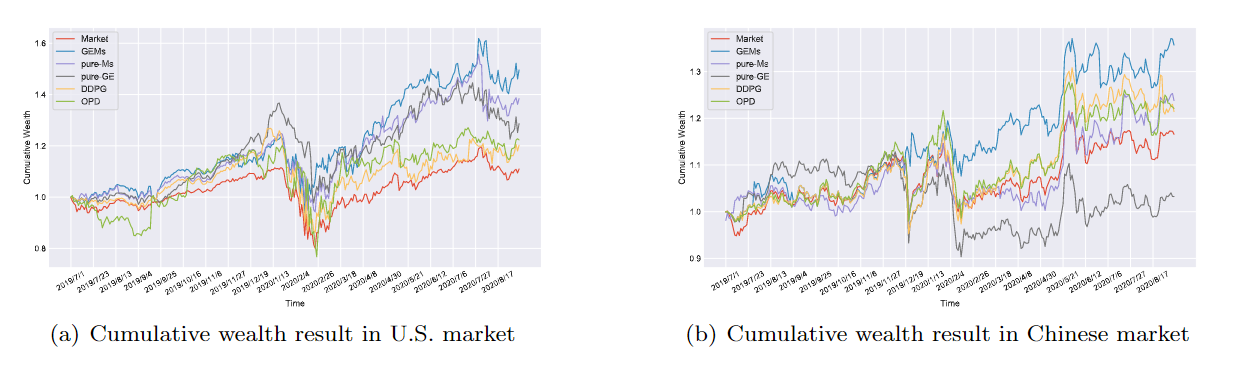 1.6
1.4
1.2
1.0
0.8
Cumulative Wealth
Market
GEMs
pure-Ms
pure-GE
DDPG
OPD
2019/7/1 2019/7/23 2019/8/13 2019/9/4 2019/9/25 2019/10/16 2019/11/6 2019/11/27 2019/12/19 2020/1/13 2020/2/4 2020/2/26 2020/3/18 2020/4/8 2020/4/30 2020/5/21 2020/6/12 2020/7/6 2020/7/27 2020/8/17
Time
(a) Cumulative wealth result in U.S. market
1.3
1.2
1.1
1.0
0.9
Cumulative Wealth
Market
GEMs
pure-Ms
pure-GE
DDPG
OPD
2019/7/1 2019/7/23 2019/8/13 2019/9/4 2019/9/25 2019/10/16 2019/11/6 2019/11/27 2019/12/19 2020/1/13 2020/2/4 2020/2/26 2020/3/18 2020/4/8 2020/4/30 2020/5/21 2020/6/12 2020/7/6 2020/7/27 2020/8/17
Time
(b) Cumulative wealth result in Chinese market